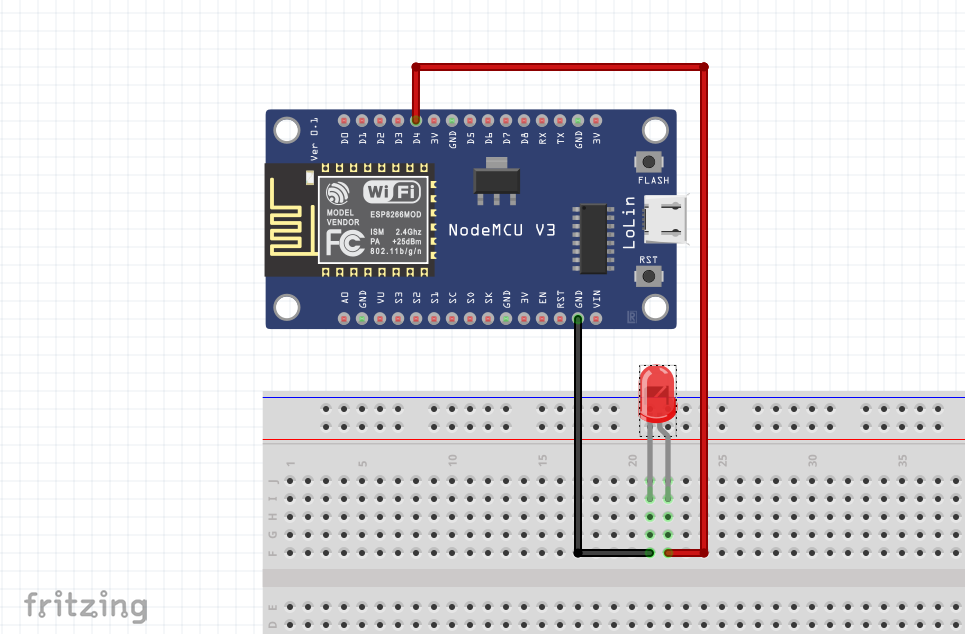 Ver 0.1
D0 D1 D2 D3 D4 3V GND D5 D6 D7 D8 RX TX GND 3V
FLASH
WiFi
MODEL
VENDOR
ESP8266MOD
FC
ISM 2.4Ghz
PA +25dBm
802.11b/g/n
NodeMCU V3
LoLin
RST
A0 GND VU S3 S2 S1 SC S0 SK GND 3V EN RST GND VIN
1 5 10 15 20 25 30 35
J
I
H
G
F
E
D
fritzing